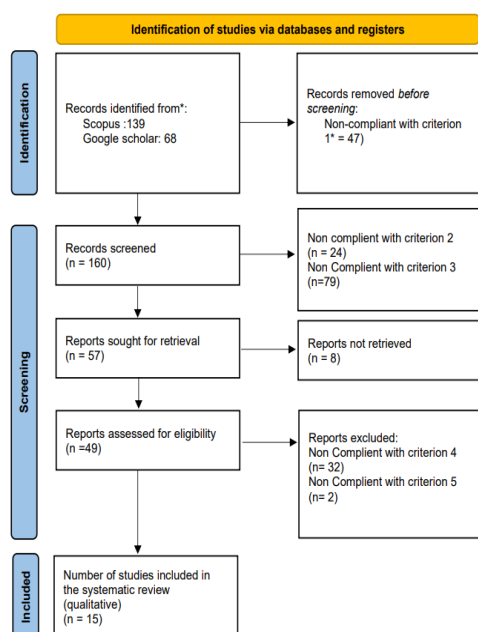 Identification of studies via databases and registers
Identification
Records identified from*:
Scopus :139
Google scholar: 68
Records removed before
screening:
Non-compliant with criterion
1* = 47)
Screening
Records screened
(n = 160)
Non complient with criterion 2
(n = 24)
Non Complient with criterion 3
(n=79)
Reports sought for retrieval
(n = 57)
Reports not retrieved
(n = 8)
Reports assessed for eligibility
(n =49)
Reports excluded:
Non Complient with criterion 4
(n= 32)
Non Complient with criterion 5
(n= 2)
Included
Number of studies included in
the systematic review
(qualitative)
(n = 15)